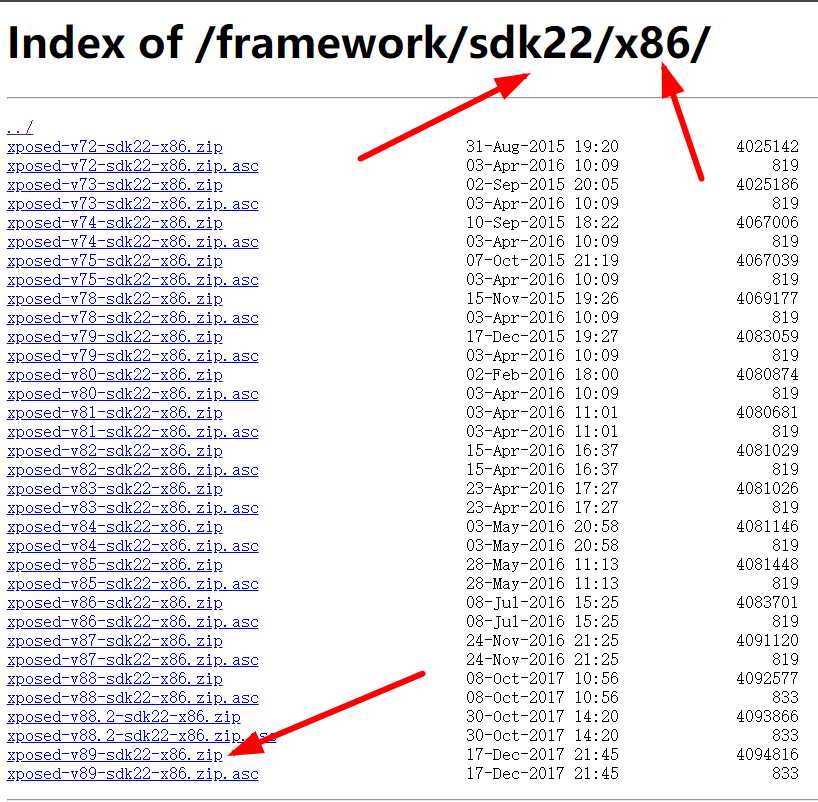 Index of /framework/sdk22/x86/
../
xposed-v72-sdk22-x86.zip 31-Aug-2015 19:20 4025142
xposed-v72-sdk22-x86.zip.asc 03-Apr-2016 10:09 819
xposed-v73-sdk22-x86.zip 02-Sep-2015 20:05 4025186
xposed-v73-sdk22-x86.zip.asc 03-Apr-2016 10:09 819
xposed-v74-sdk22-x86.zip 10-Sep-2015 18:22 4067006
xposed-v74-sdk22-x86.zip.asc 03-Apr-2016 10:09 819
xposed-v75-sdk22-x86.zip 07-Oct-2015 21:19 4067039
xposed-v75-sdk22-x86.zip.asc 03-Apr-2016 10:09 819
xposed-v78-sdk22-x86.zip 15-Nov-2015 19:26 4069177
xposed-v78-sdk22-x86.zip.asc 03-Apr-2016 10:09 819
xposed-v79-sdk22-x86.zip 17-Dec-2015 19:27 4083059
xposed-v79-sdk22-x86.zip.asc 03-Apr-2016 10:09 819
xposed-v80-sdk22-x86.zip 02-Feb-2016 18:00 4080874
xposed-v80-sdk22-x86.zip.asc 03-Apr-2016 10:09 819
xposed-v81-sdk22-x86.zip 03-Apr-2016 11:01 4080681
xposed-v81-sdk22-x86.zip.asc 03-Apr-2016 11:01 819
xposed-v82-sdk22-x86.zip 15-Apr-2016 16:37 4081029
xposed-v82-sdk22-x86.zip.asc 15-Apr-2016 16:37 819
xposed-v83-sdk22-x86.zip 23-Apr-2016 17:27 4081026
xposed-v83-sdk22-x86.zip.asc 23-Apr-2016 17:27 819
xposed-v84-sdk22-x86.zip 03-May-2016 20:58 4081146
xposed-v84-sdk22-x86.zip.asc 03-May-2016 20:58 819
xposed-v85-sdk22-x86.zip 28-May-2016 11:13 4081448
xposed-v85-sdk22-x86.zip.asc 28-May-2016 11:13 819
xposed-v86-sdk22-x86.zip 08-Jul-2016 15:25 4083701
xposed-v86-sdk22-x86.zip.asc 08-Jul-2016 15:25 819
xposed-v87-sdk22-x86.zip 24-Nov-2016 21:25 4091120
xposed-v87-sdk22-x86.zip.asc 24-Nov-2016 21:25 819
xposed-v88-sdk22-x86.zip 08-Oct-2017 10:56 4092577
xposed-v88-sdk22-x86.zip.asc 08-Oct-2017 10:56 833
xposed-v88.2-sdk22-x86.zip 30-Oct-2017 14:20 4093866
xposed-v88.2-sdk22-x86.zip.asc 30-Oct-2017 14:20 833
xposed-v89-sdk22-x86.zip 17-Dec-2017 21:45 4094816
xposed-v89-sdk22-x86.zip.asc 17-Dec-2017 21:45 833